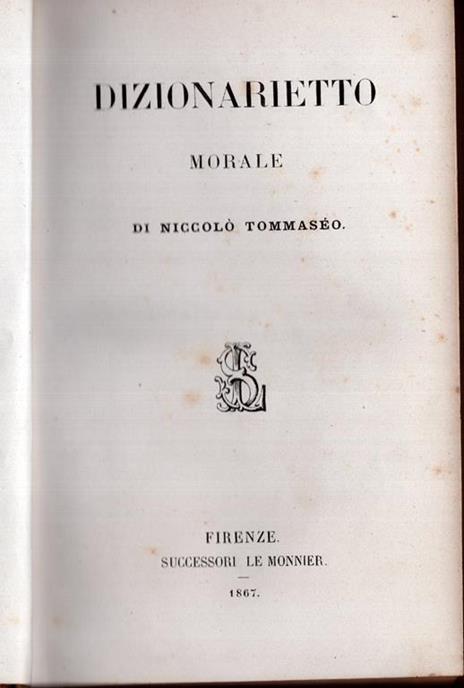 DIZIONARIETTO
MORALE
DI NICCOLÒ TOMMASÉO.
FIRENZE.
SUCCESSORI LE MONNIER.
1867.